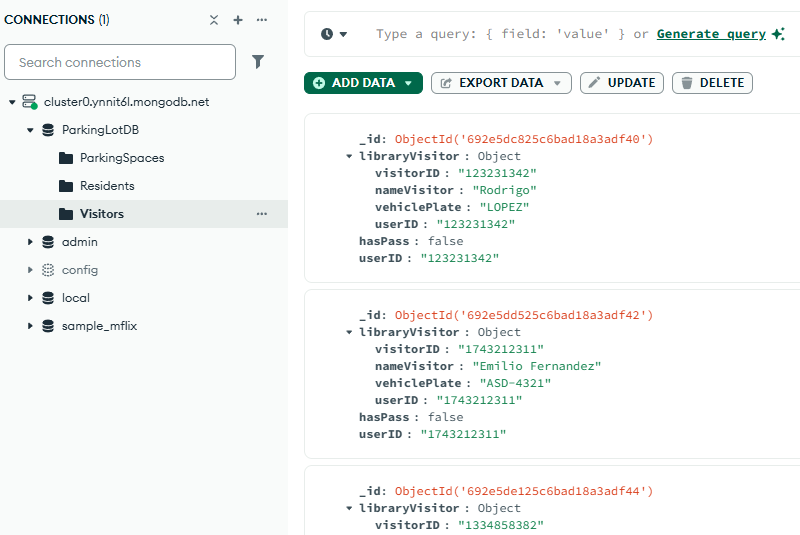 CONNECTIONS (1)
Search connections
cluster0.ynnit6l.mongodb.net
ParkingLotDB
ParkingSpaces
Residents
Visitors
admin
config
local
sample_mflix
Type a query: { field: 'value' } or Generate query
ADD DATA
EXPORT DATA
UPDATE
DELETE
_id: ObjectId('692e5dc825c6bad18a3adf40')
libraryVisitor : Object
visitorID : "123231342"
nameVisitor : "Rodrigo"
vehiclePlate : "LOPEZ"
userID : "123231342"
hasPass : false
userID : "123231342"
_id: ObjectId('692e5dd525c6bad18a3adf42')
libraryVisitor : Object
visitorID : "1743212311"
nameVisitor : "Emilio Fernandez"
vehiclePlate : "ASD-4321"
userID : "1743212311"
hasPass : false
userID : "1743212311"
_id: ObjectId('692e5de125c6bad18a3adf44')
libraryVisitor : Object
visitorID : "1334858382"